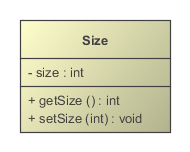 Size
- size : int
+ getSize () : int
+ setSize (int) : void